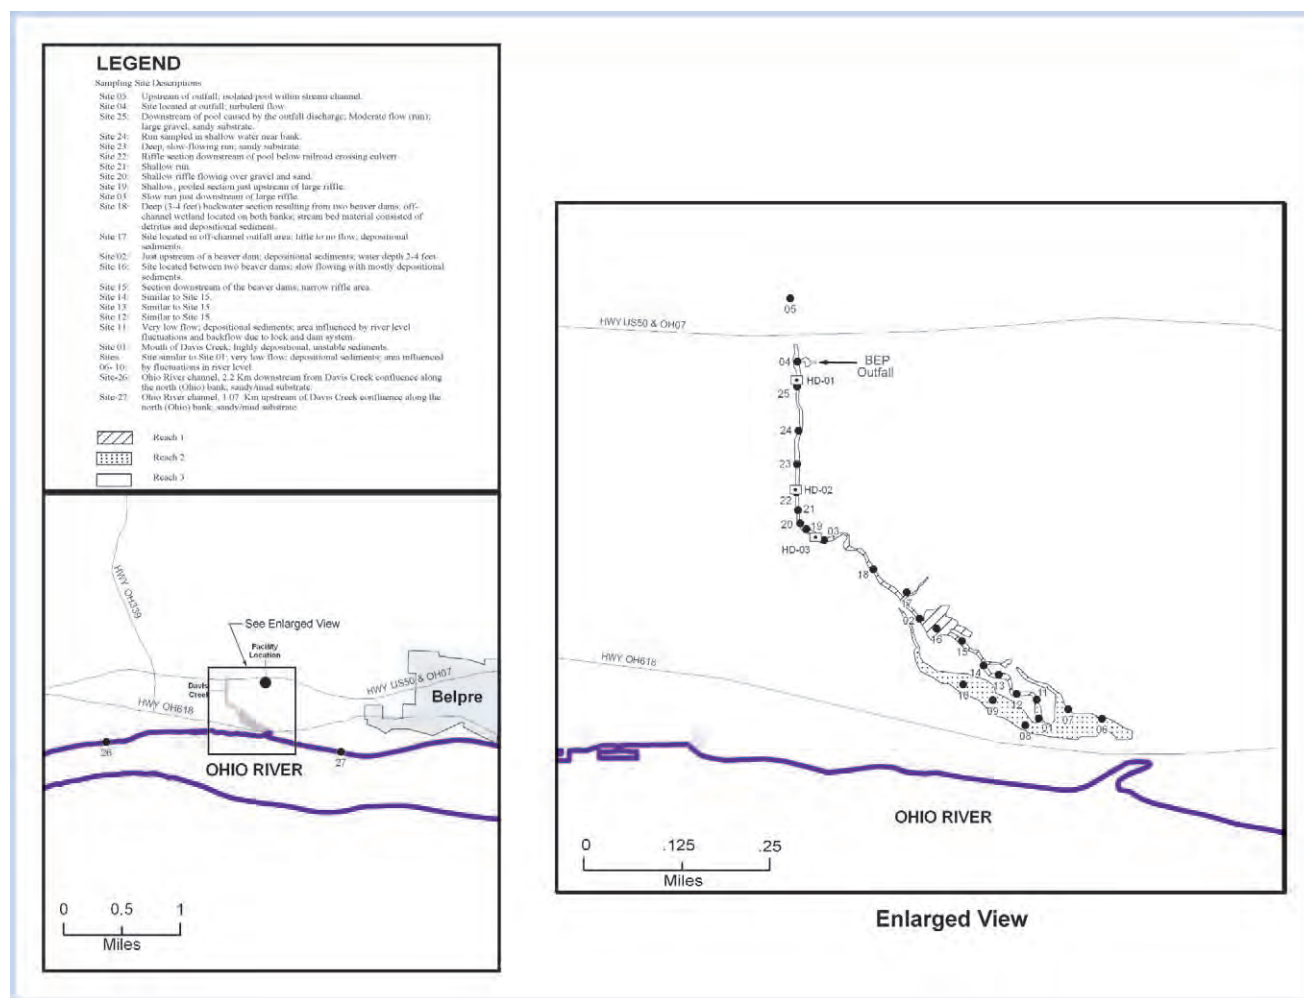 LEGEND
Sampling Site Descriptions
Site 05: Upstream of outfall; isolated pool within stream channel.
Site 04: Site located at outfall; turbulent flow
Site 25: Downstream of pool caused by the outfall discharge; Moderate flow (run);
large gravel, sandy substrate.
Site 24: Run sampled in shallow water near bank.
Site 23: Deep, slow-flowing run; sandy substrate.
Site 22: Riffle section downstream of pool below railroad crossing culvert
Site 21: Shallow run.
Site 20: Shallow riffle flowing over gravel and sand.
Site 19: Shallow, pooled section just upstream of large riffle.
Site 03: Slow run just downstream of large riffle.
Site 18: Deep (3-4 feet) backwater section resulting from two beaver dams; off-
channel wetland located on both banks; stream bed material consisted of
detritus and depositional sediment.
Site 17: Site located in off-channel outfall area; little to no flow; depositional
sediments.
Site 02: Just upstream of a beaver dam; depositional sediments; water depth 2-4 feet.
Site 16: Site located between two beaver dams; slow flowing with mostly depositional
sediments.
Site 15: Section downstream of the beaver dams; narrow riffle area.
Site 14: Similar to Site 15.
Site 13: Similar to Site 15.
Site 12: Similar to Site 15.
Site 11: Very low flow; depositional sediments; area influenced by river level
fluctuations and backflow due to lock and dam system.
Site 01: Mouth of Davis Creek; highly depositional, unstable sediments.
Sites Site similar to Site 01; very low flow; depositional sediments; area influenced
06- 10: by fluctuations in river level.
Site-26: Ohio River channel, 2.2 Km downstream from Davis Creek confluence along
the north (Ohio) bank; sandy/mud substrate.
Site-27: Ohio River channel, 1.07 Km upstream of Davis Creek confluence along the
north (Ohio) bank; sandy/mud substrate.
Reach 1
Reach 2
Reach 3
HWY OH339
See Enlarged View
Facility
Location
Davis
Creek
HWY US50 & OH07
HWY OH618
Belpre
26
27
OHIO RIVER
0 0.5 1
Miles
05
HWY US50 & OH07
04
BEP
Outfall
HD-01
25
24
23
HD-02
22
21
20
19
03
HD-03
18
17
02
16
15
HWY OH618
14
13
10
12
11
09
07
08
01
06
OHIO RIVER
0 .125 .25
Miles
Enlarged View